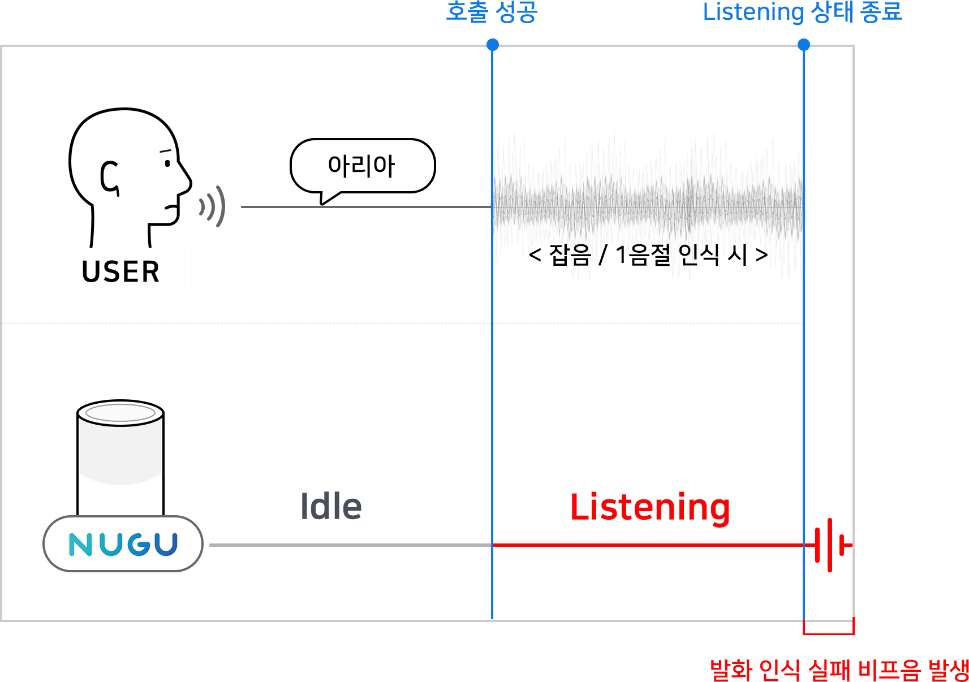 호출 성공
Listening 상태 종료
아리아
< 잡음 / 1음절 인식 시 >
USER
Idle
Listening
NUGU
발화 인식 실패 비프음 발생